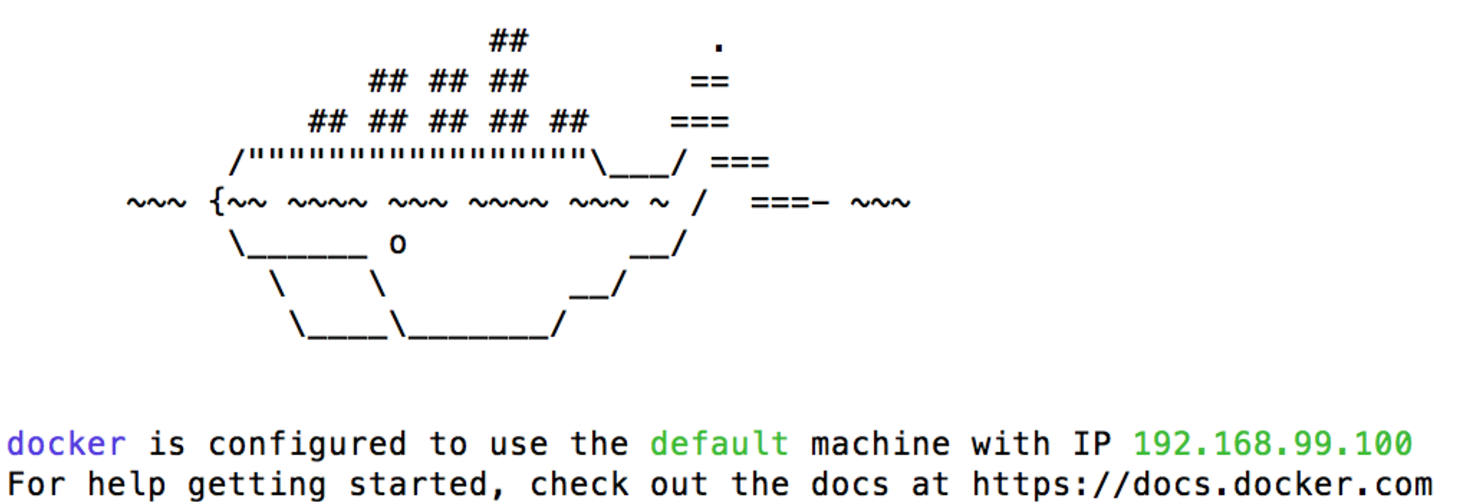 ##         .
                  ## ## ##        ==
               ## ## ## ## ##    ===
           /"""""""""""""""""\___/ ===
      ~~~ {~~ ~~~~ ~~~ ~~~~ ~~~ ~ /  ===- ~~~
           \______ o           __/
             \    \         __/
              \____\_______/

docker is configured to use the default machine with IP 192.168.99.100
For help getting started, check out the docs at https://docs.docker.com